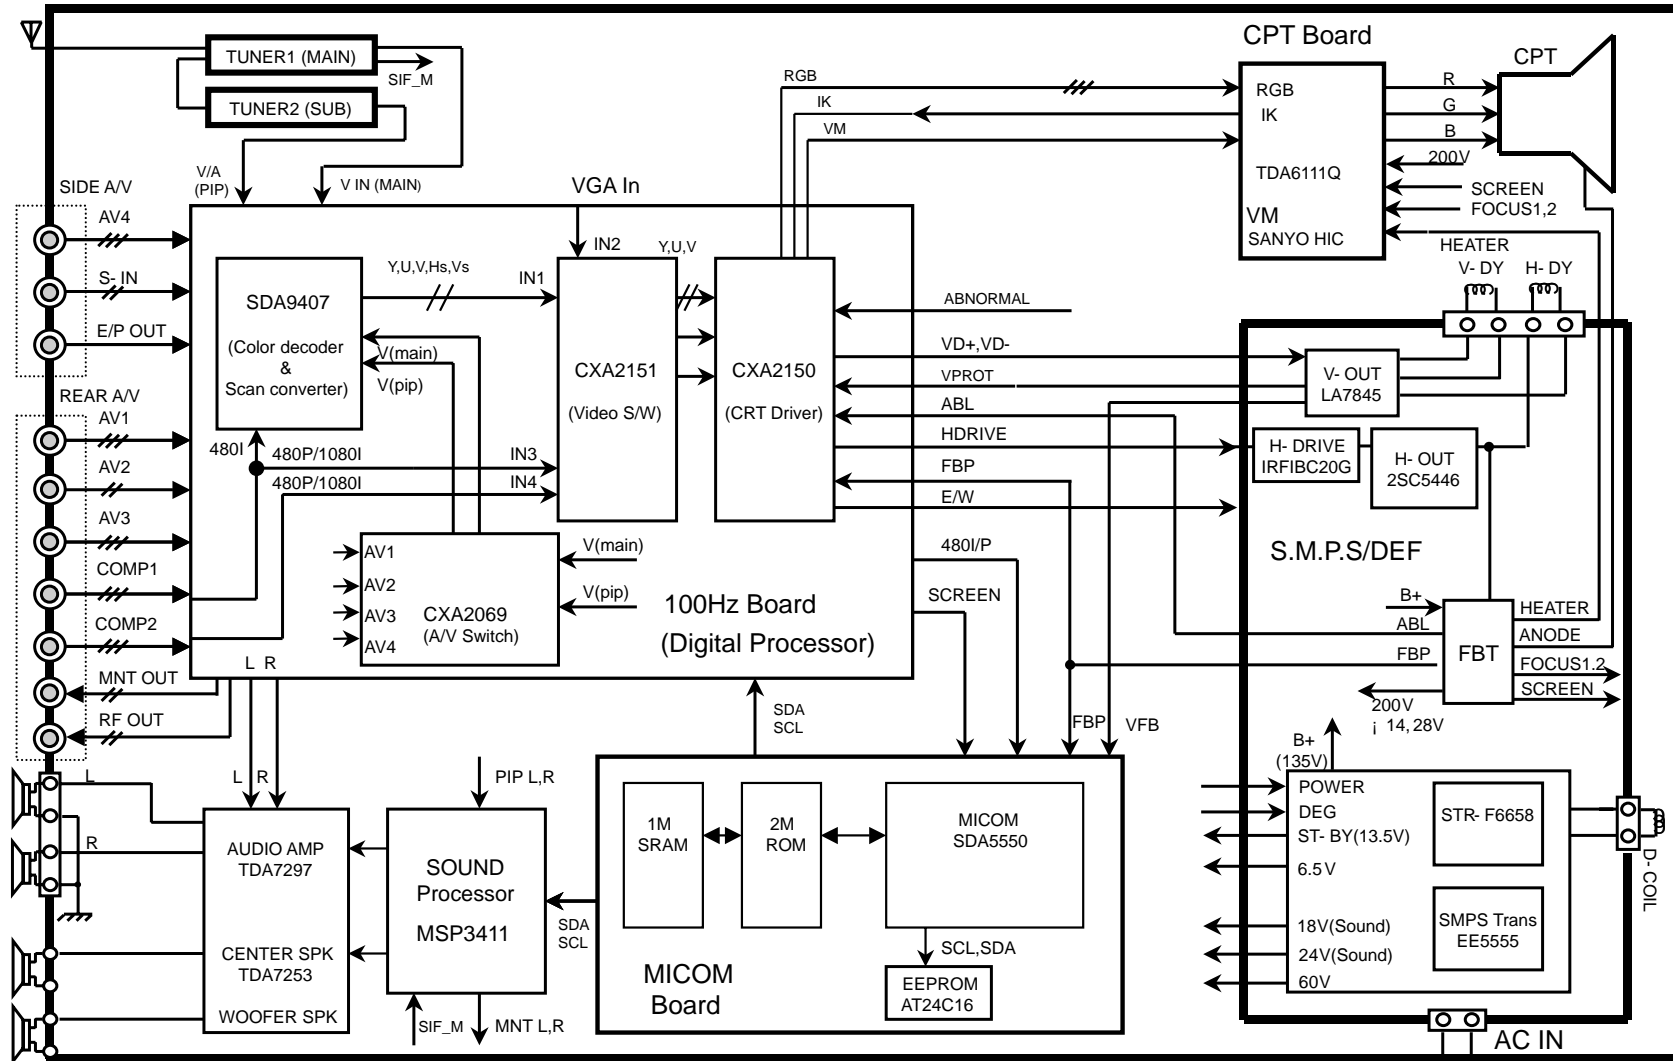 CPT Board
CPT
TUNER1 (MAIN)
SIF_M
TUNER2 (SUB)
RGB
IK
VM
RGB
IK
TDA6111Q
VM
SANYO HIC
R
G
B
200V
SCREEN
FOCUS1,2
HEATER
V- DY
H- DY
V/A
(PIP)
V IN (MAIN)
VGA In
SIDE A/V
AV4
S- IN
E/P OUT
REAR A/V
AV1
AV2
AV3
COMP1
COMP2
MNT OUT
RF OUT
SDA9407
(Color decoder
&
Scan converter)
Y,U,V,Hs,Vs
IN1
IN2
Y,U,V
V(main)
V(pip)
CXA2151
(Video S/W)
CXA2150
(CRT Driver)
480I
480P/1080I
IN3
480P/1080I
IN4
ABNORMAL
VD+,VD-
VPROT
ABL
HDRIVE
FBP
E/W
480I/P
SCREEN
V- OUT
LA7845
H- DRIVE
IRFIBC20G
H- OUT
2SC5446
S.M.P.S/DEF
AV1
AV2
AV3
AV4
CXA2069
(A/V Switch)
V(main)
V(pip)
100Hz Board
(Digital Processor)
B+
ABL
FBP
FBT
HEATER
ANODE
FOCUS1.2
SCREEN
200V
¡ 14,28V
L R
SDA
SCL
FBP
VFB
L
R
L R
PIP L,R
AUDIO AMP
TDA7297
CENTER SPK
TDA7253
WOOFER SPK
SOUND
Processor
MSP3411
SIF_M
MNT L,R
SDA
SCL
1M
SRAM
2M
ROM
MICOM
SDA5550
SCL,SDA
EEPROM
AT24C16
MICOM
Board
B+
(135V)
POWER
DEG
ST- BY(13.5V)
6.5V
18V(Sound)
24V(Sound)
60V
STR- F6658
SMPS Trans
EE5555
D- COIL
AC IN